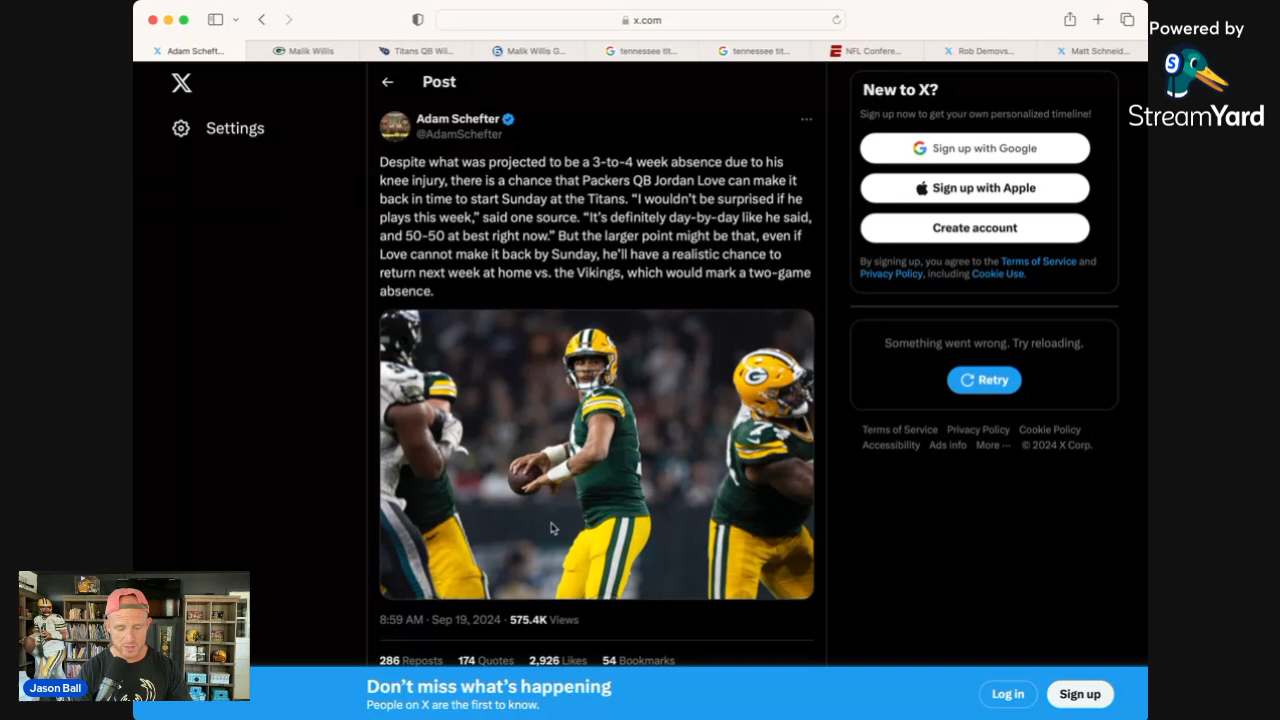 x.com
Powered by
StreamYard
Adam Scheft...
Malik Willis
Titans QB Wil...
Malik Willis G...
tennessee tit...
tennessee tit...
NFL Confere...
Rob Demovs...
Matt Schneid...
Settings
Post
Adam Schefter
@AdamSchefter
Despite what was projected to be a 3-to-4 week absence due to his
knee injury, there is a chance that Packers QB Jordan Love can make it
back in time to start Sunday at the Titans. “I wouldn’t be surprised if he
plays this week,” said one source. “It’s definitely day-by-day like he said,
and 50-50 at best right now.” But the larger point might be that, even if
Love cannot make it back by Sunday, he’ll have a realistic chance to
return next week at home vs. the Vikings, which would mark a two-game
absence.
8:59 AM · Sep 19, 2024 · 575.4K Views
286 Reposts 174 Quotes 2,926 Likes 54 Bookmarks
New to X?
Sign up now to get your own personalized timeline!
Sign up with Google
Sign up with Apple
Create account
By signing up, you agree to the Terms of Service and
Privacy Policy, including Cookie Use.
Something went wrong. Try reloading.
Retry
Terms of Service Privacy Policy Cookie Policy
Accessibility Ads info More ··· © 2024 X Corp.
Jason Ball
Don’t miss what’s happening
People on X are the first to know.
Log in
Sign up